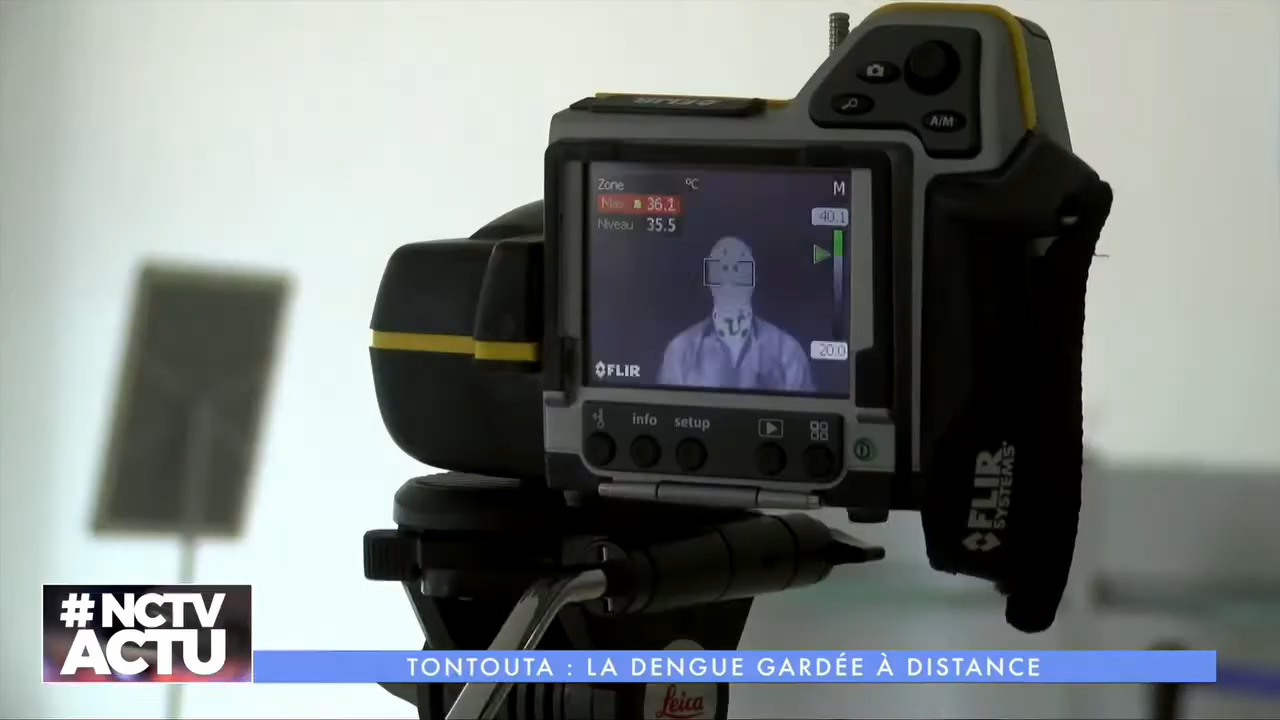 A/M
Zone °C
M
Max 36.1
40.1
Niveau 35.5
20.0
FLIR
info setup
FLIR
SYSTEMS
#NCTV
ACTU
TONTOUTA : LA DENGUE GARDÉE À DISTANCE
Leica